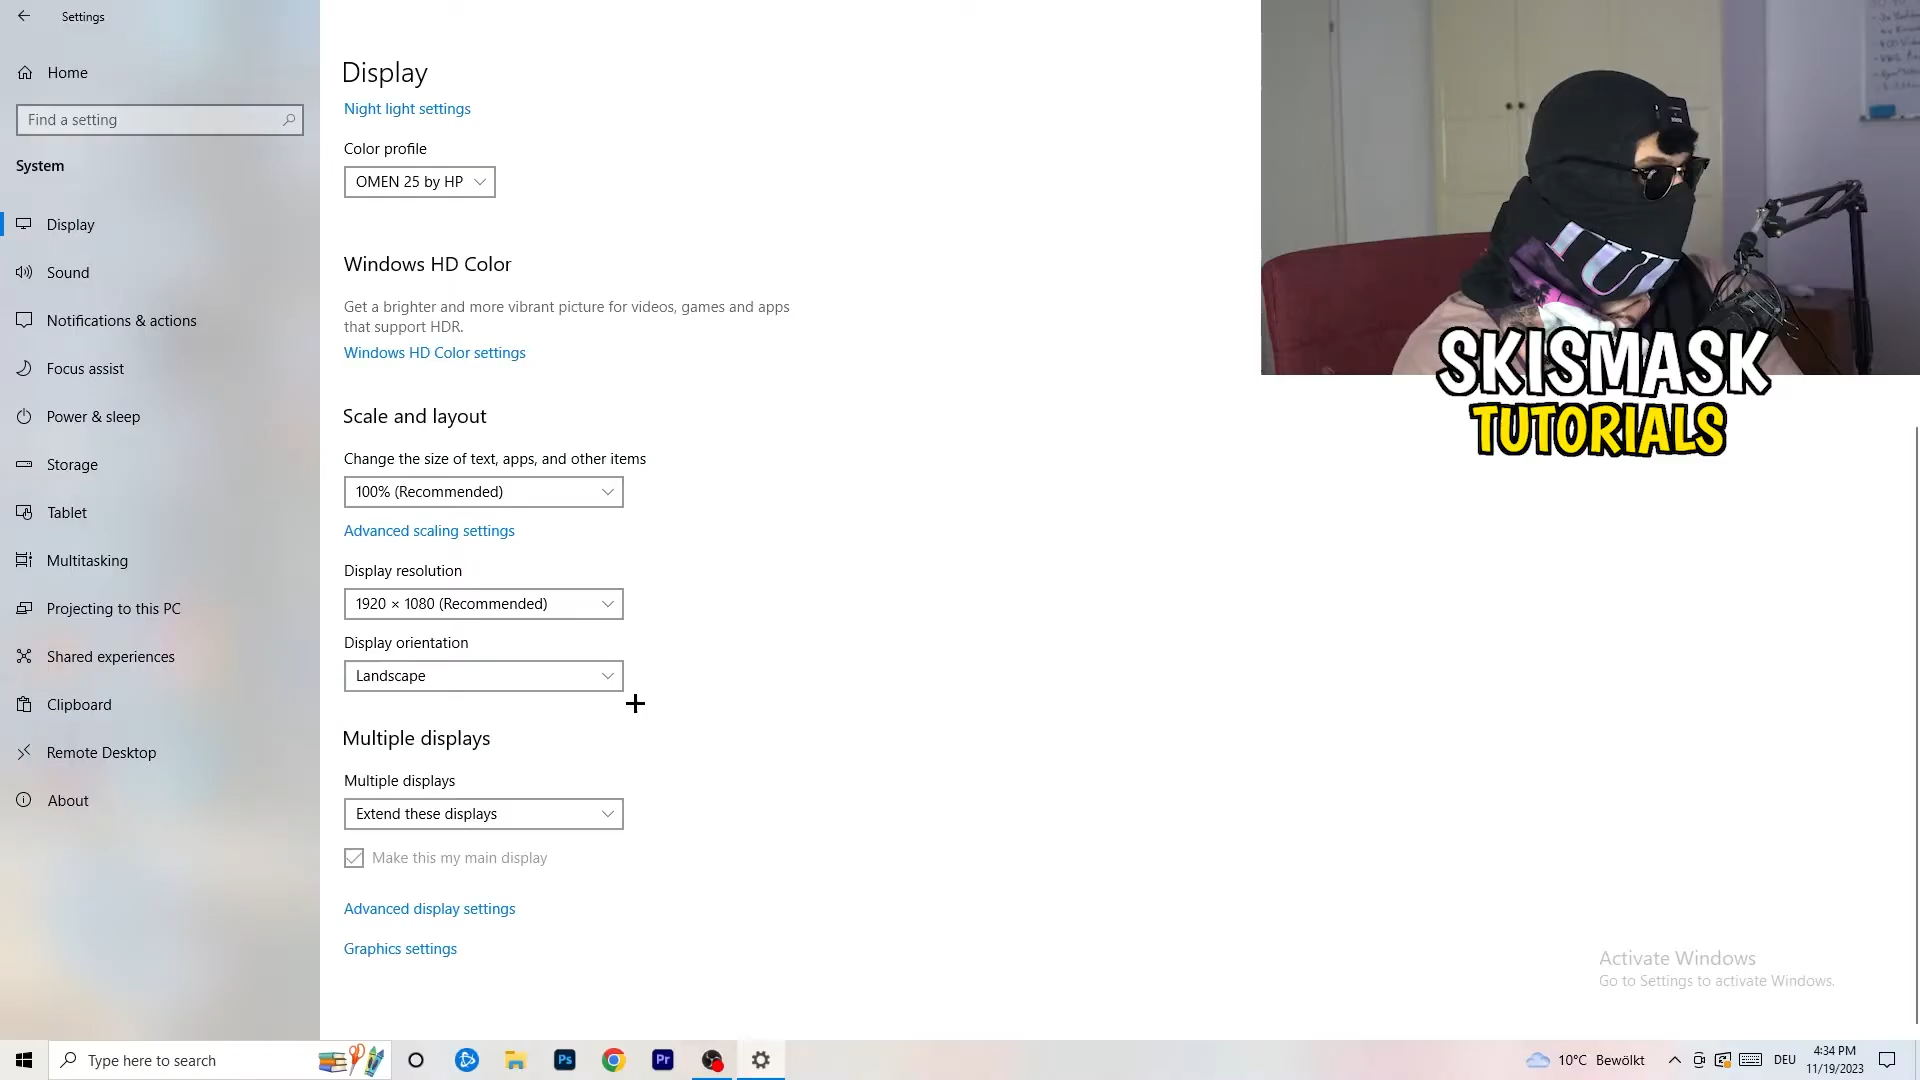 Settings
Home
Find a setting
System
Display
Sound
Notifications & actions
Focus assist
Power & sleep
Storage
Tablet
Multitasking
Projecting to this PC
Shared experiences
Clipboard
Remote Desktop
About
Display
Night light settings
Color profile
OMEN 25 by HP
Windows HD Color
Get a brighter and more vibrant picture for videos, games and apps
that support HDR.
Windows HD Color settings
Scale and layout
Change the size of text, apps, and other items
100% (Recommended)
Advanced scaling settings
Display resolution
1920 × 1080 (Recommended)
Display orientation
Landscape
Multiple displays
Multiple displays
Extend these displays
Make this my main display
Advanced display settings
Graphics settings
SKISMASK
TUTORIALS
Activate Windows
Go to Settings to activate Windows.
Type here to search
Ps
Pr
10°C Bewölkt
DEU
4:34 PM
11/19/2023